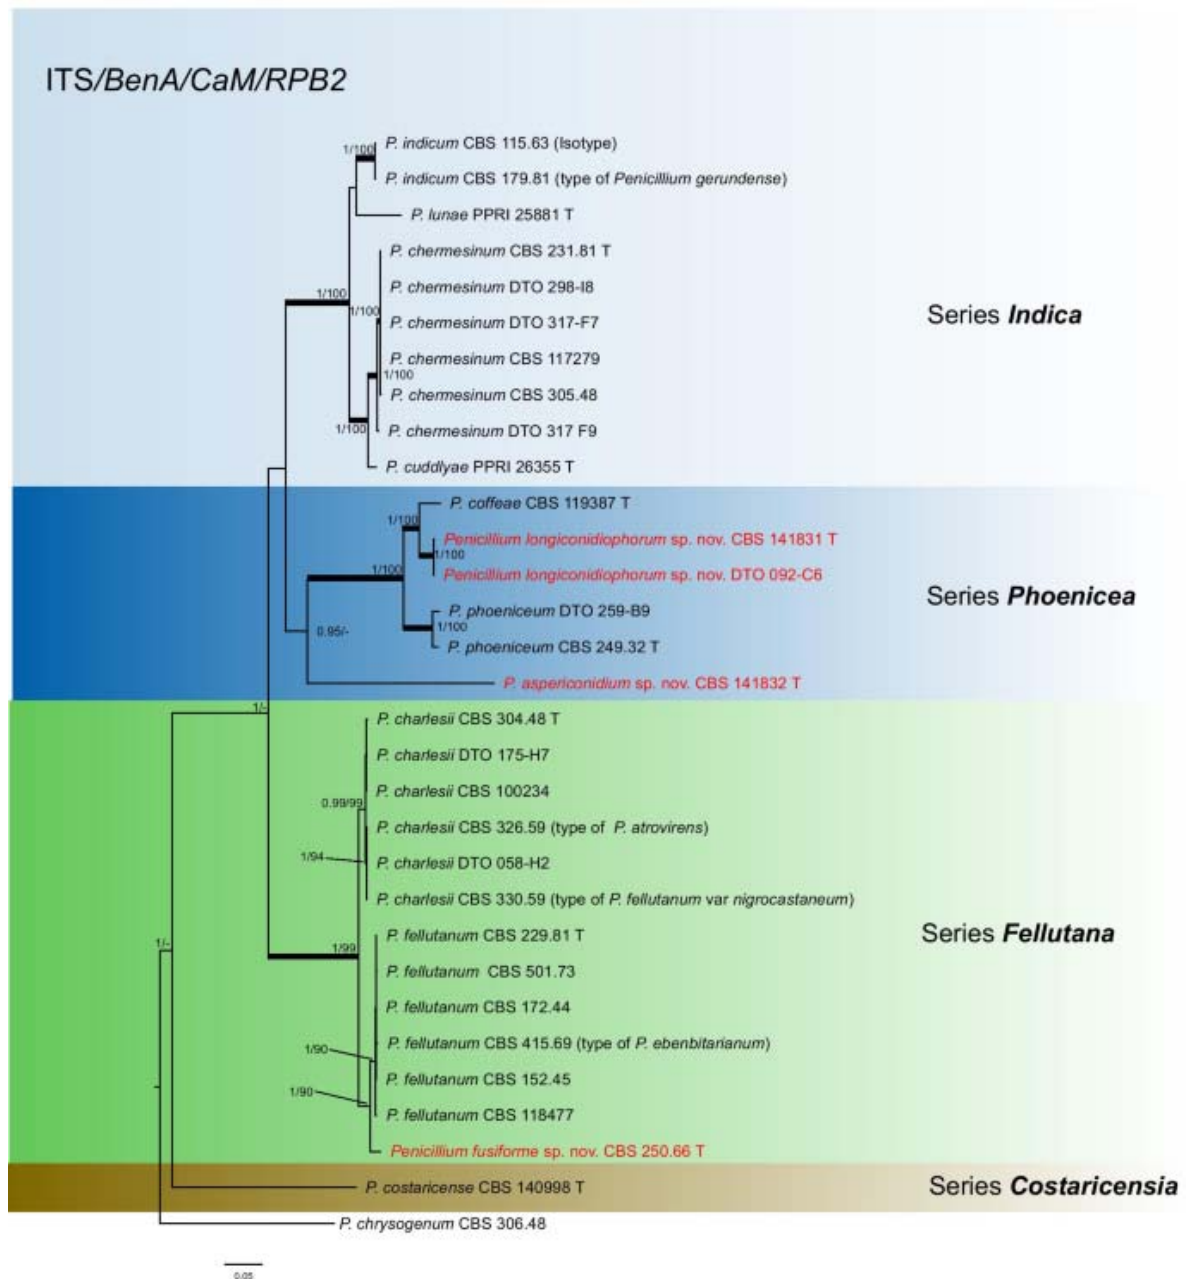 ITS/BenA/CaM/RPB2
1/100
P. indicum CBS 115.63 (Isotype)
P. indicum CBS 179.81 (type of Penicillium gerundense)
P. lunae PPRI 25881 T
P. chermesinum CBS 231.81 T
P. chermesinum DTO 298-I8
1/100
1/100
P. chermesinum DTO 317-F7
Series Indica
P. chermesinum CBS 117279
1/100
P. chermesinum CBS 305.48
1/100
P. chermesinum DTO 317 F9
P. cuddlyae PPRI 26355 T
P. coffeae CBS 119387 T
1/100
Penicillium longiconidiophorum sp. nov. CBS 141831 T
1/100
1/100
Penicillium longiconidiophorum sp. nov. DTO 092-C6
Series Phoenicea
P. phoeniceum DTO 259-B9
1/100
0.95/-
P. phoeniceum CBS 249.32 T
P. aspericonidium sp. nov. CBS 141832 T
1/-
P. charlesii CBS 304.48 T
P. charlesii DTO 175-H7
P. charlesii CBS 100234
0.99/99
P. charlesii CBS 326.59 (type of P. atrovirens)
1/94
P. charlesii DTO 058-H2
P. charlesii CBS 330.59 (type of P. fellutanum var nigrocastaneum)
P. fellutanum CBS 229.81 T
Series Fellutana
1/-
1/99
P. fellutanum CBS 501.73
P. fellutanum CBS 172.44
P. fellutanum CBS 415.69 (type of P. ebenbitarianum)
1/90
P. fellutanum CBS 152.45
1/90
P. fellutanum CBS 118477
Penicillium fusiforme sp. nov. CBS 250.66 T
P. costaricense CBS 140998 T
Series Costaricensia
P. chrysogenum CBS 306.48
0.05